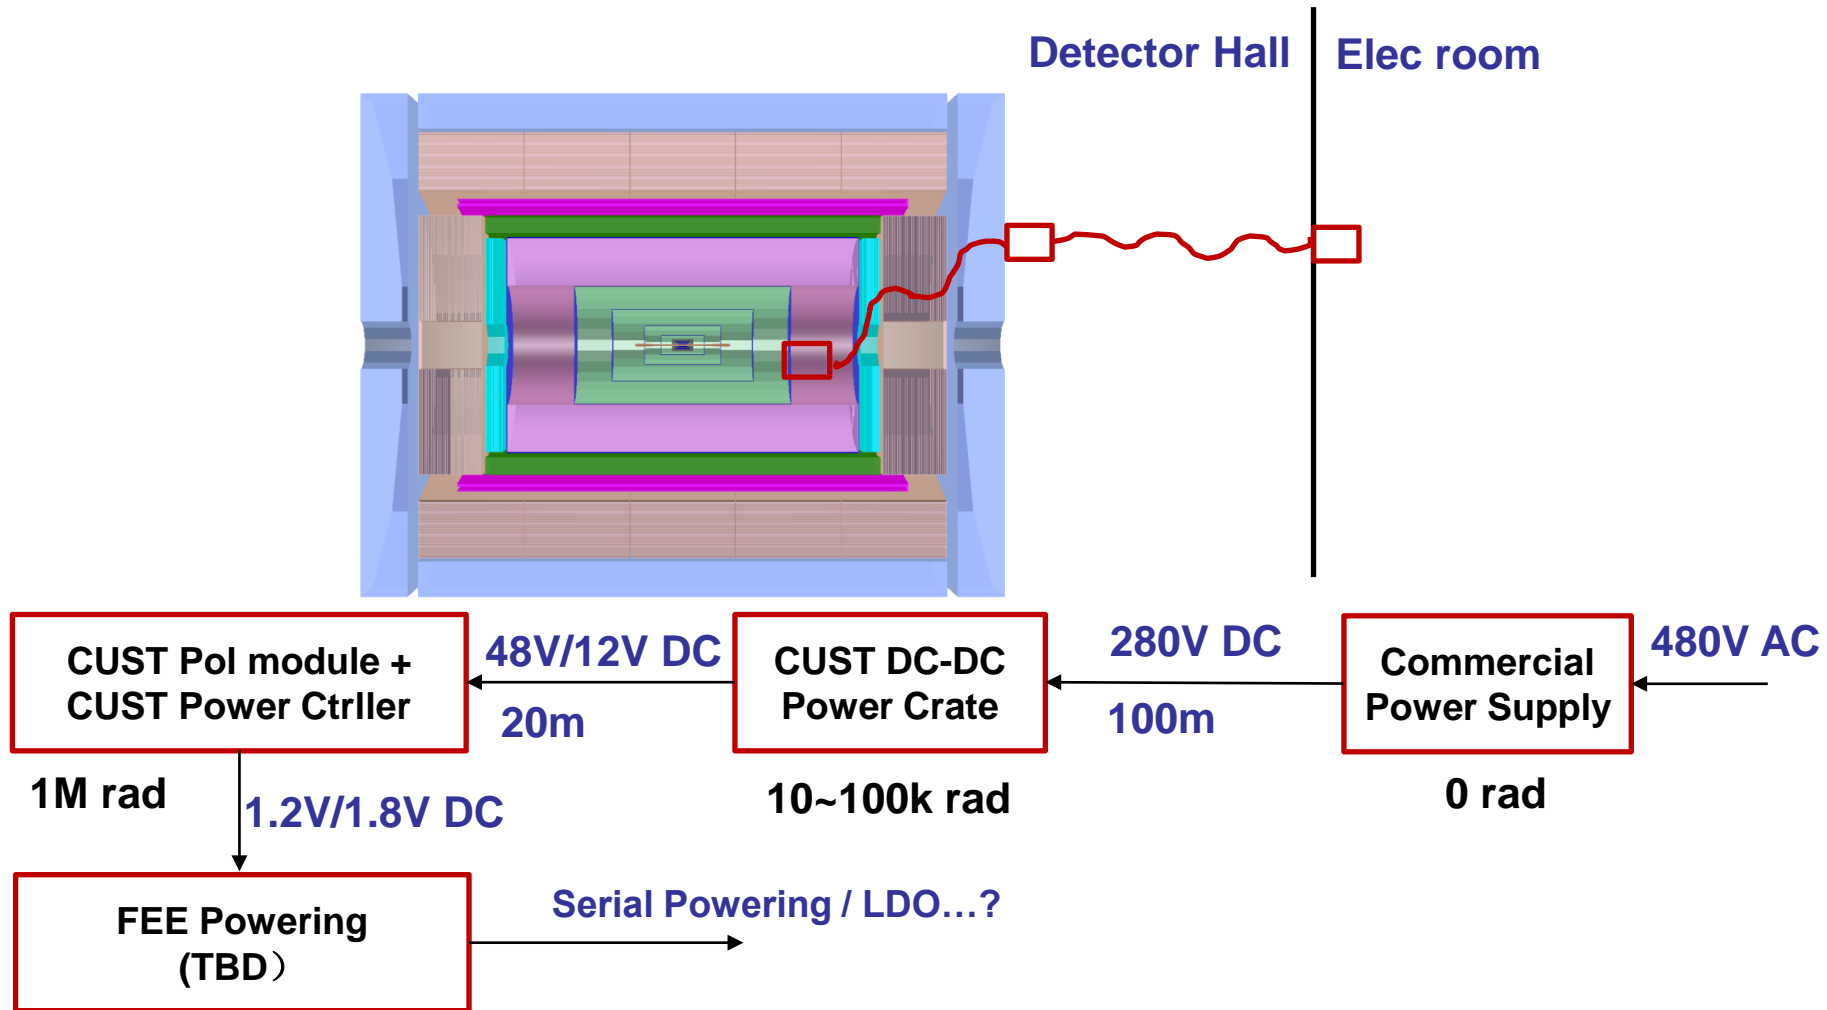 Detector Hall
Elec room
CUST Pol module +
CUST Power Ctrller
48V/12V DC
20m
CUST DC-DC
Power Crate
280V DC
100m
Commercial
Power Supply
480V AC
1M rad
10~100k rad
0 rad
1.2V/1.8V DC
FEE Powering
(TBD）
Serial Powering / LDO…?